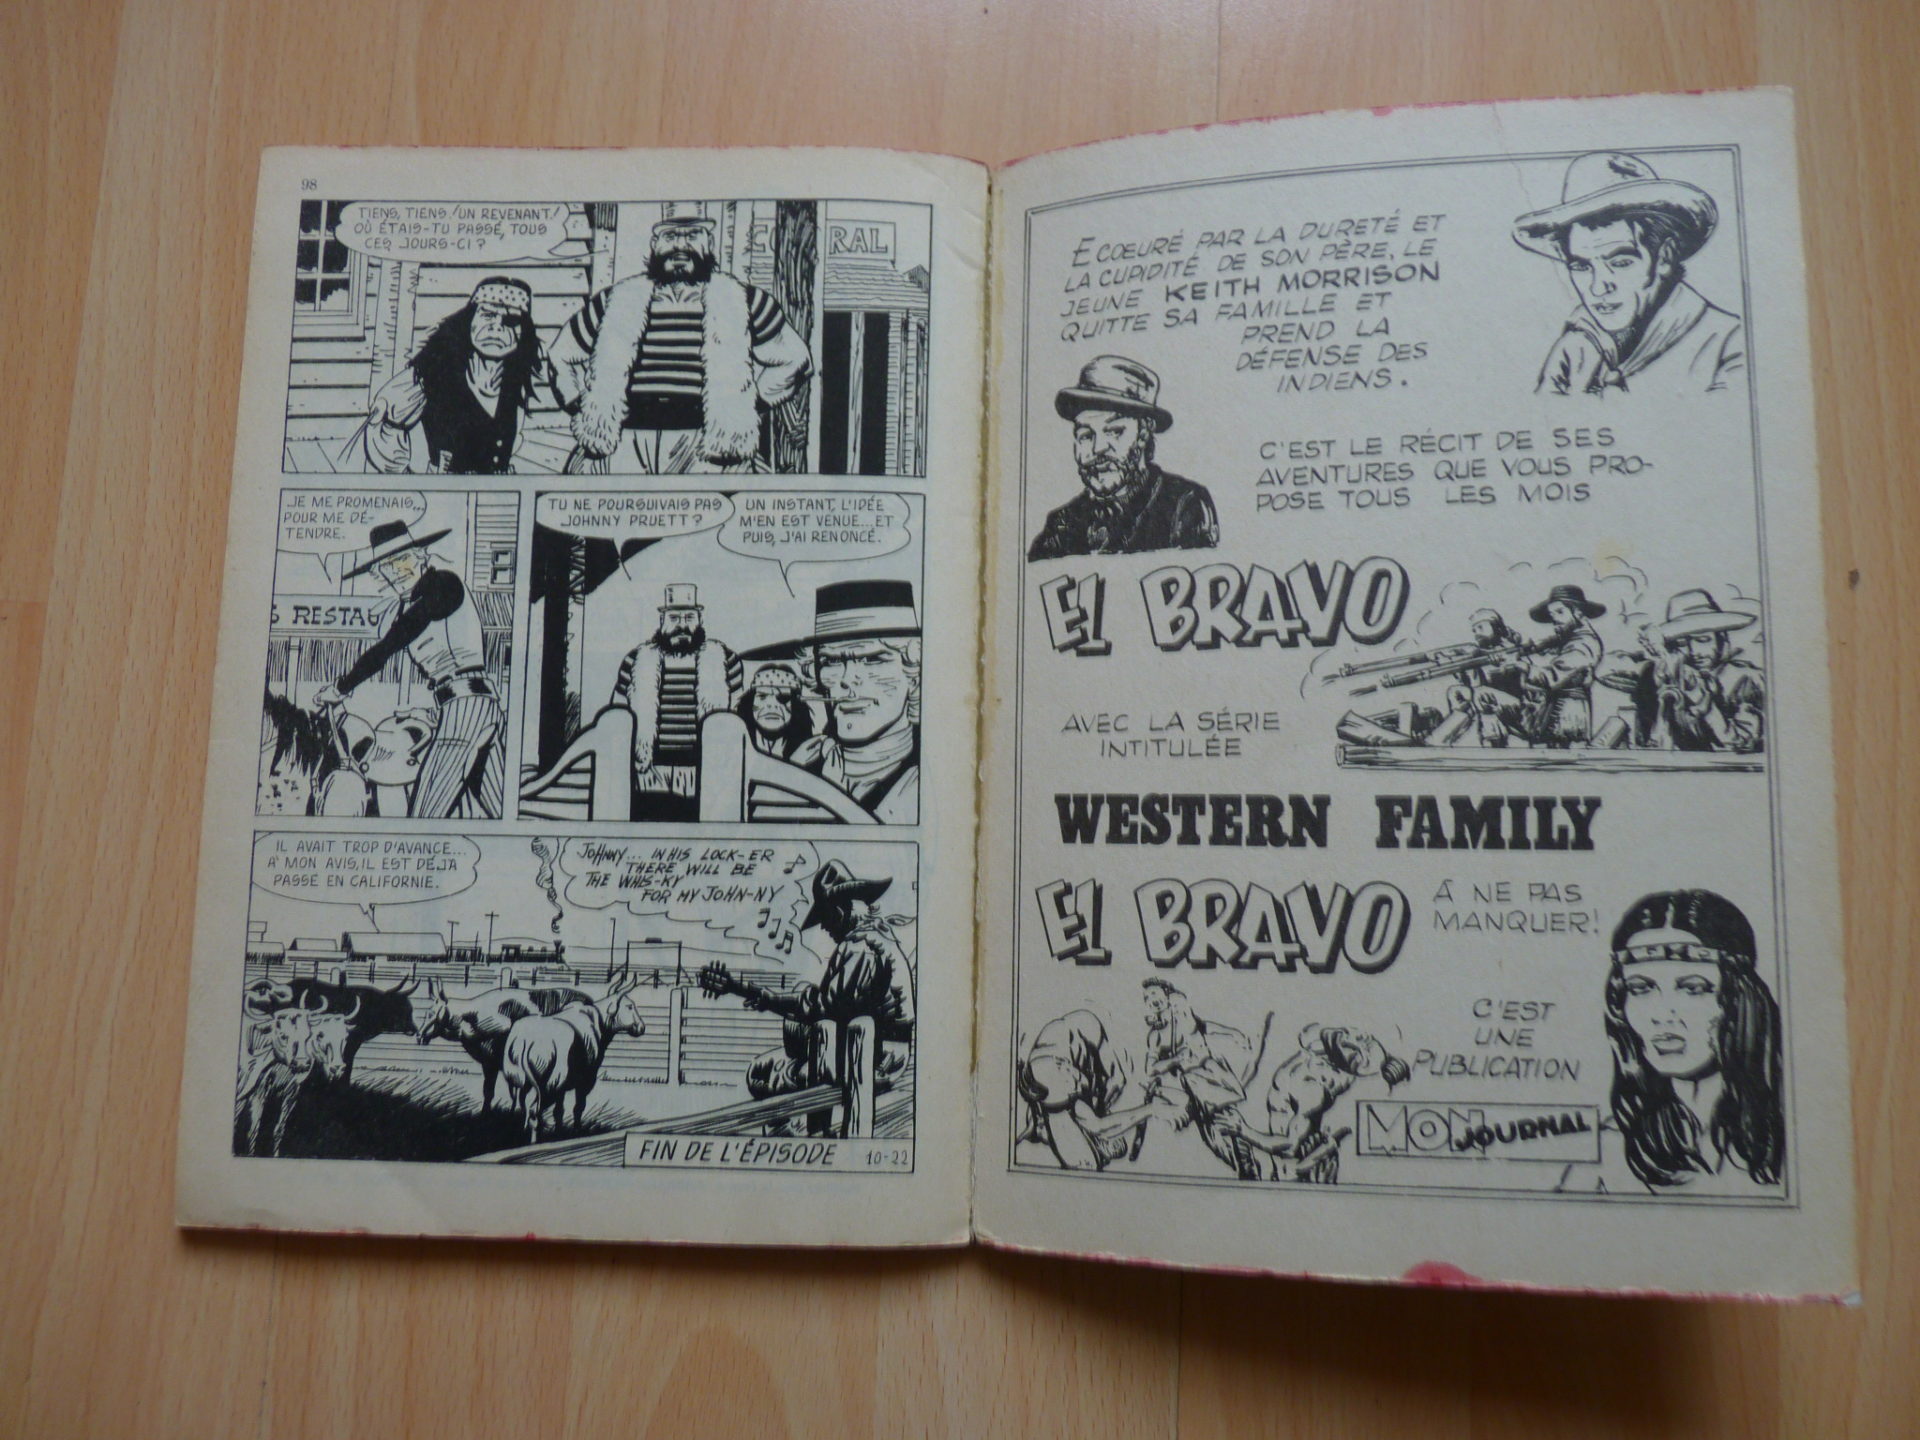 98
TIENS, TIENS! UN REVENANT!
OÙ ÉTAIS-TU PASSÉ, TOUS
CES JOURS-CI?
RAL
JE ME PROMENAIS...
POUR ME DÉ-
TENDRE.
S RESTAU
TU NE POURSUIVAIS PAS
JOHNNY PRUETT?
UN INSTANT, L'IDÉE
M'EN EST VENUE...ET
PUIS, J'AI RENONCÉ.
IL AVAIT TROP D'AVANCE...
À MON AVIS, IL EST DÉJÀ
PASSÉ EN CALIFORNIE.
JOHNNY... IN HIS LOCK-ER
THERE WILL BE
THE WHIS-KY
FOR MY JOHN-NY
FIN DE L'ÉPISODE
10-22
ECOEURÉ PAR LA DURETÉ ET
LA CUPIDITÉ DE SON PÈRE, LE
JEUNE KEITH MORRISON
QUITTE SA FAMILLE ET
PREND LA
DÉFENSE DES
INDIENS.
C'EST LE RÉCIT DE SES
AVENTURES QUE VOUS PRO-
POSE TOUS LES MOIS
EL BRAVO
AVEC LA SÉRIE
INTITULÉE
WESTERN FAMILY
EL BRAVO
À NE PAS
MANQUER!
C'EST
UNE
PUBLICATION
MON JOURNAL